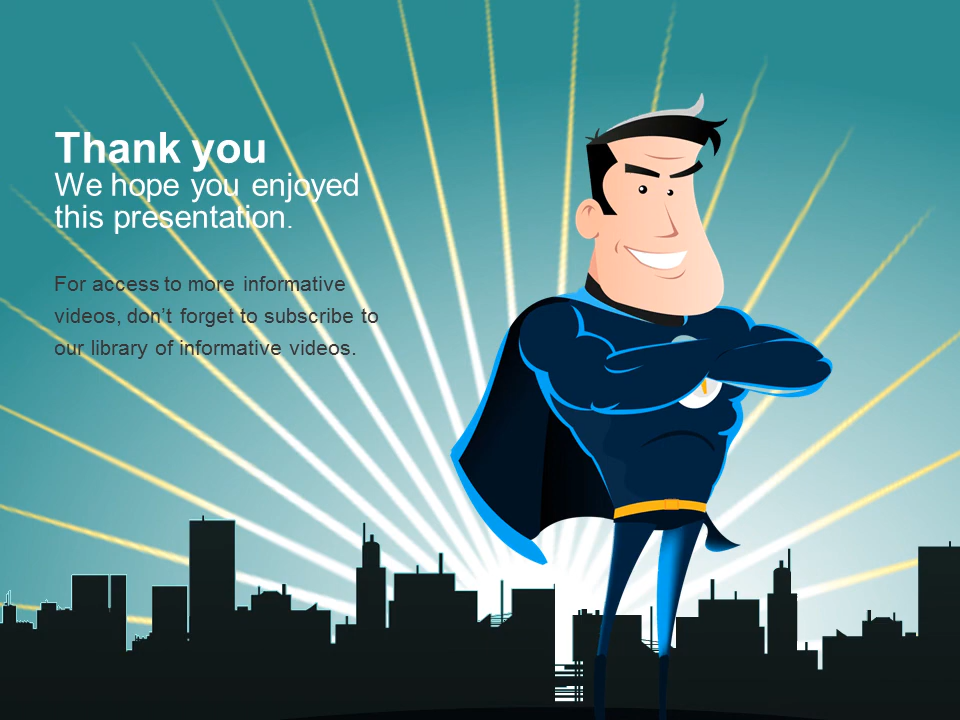 Thank you
We hope you enjoyed
this presentation.
For access to more informative
videos, don’t forget to subscribe to
our library of informative videos.